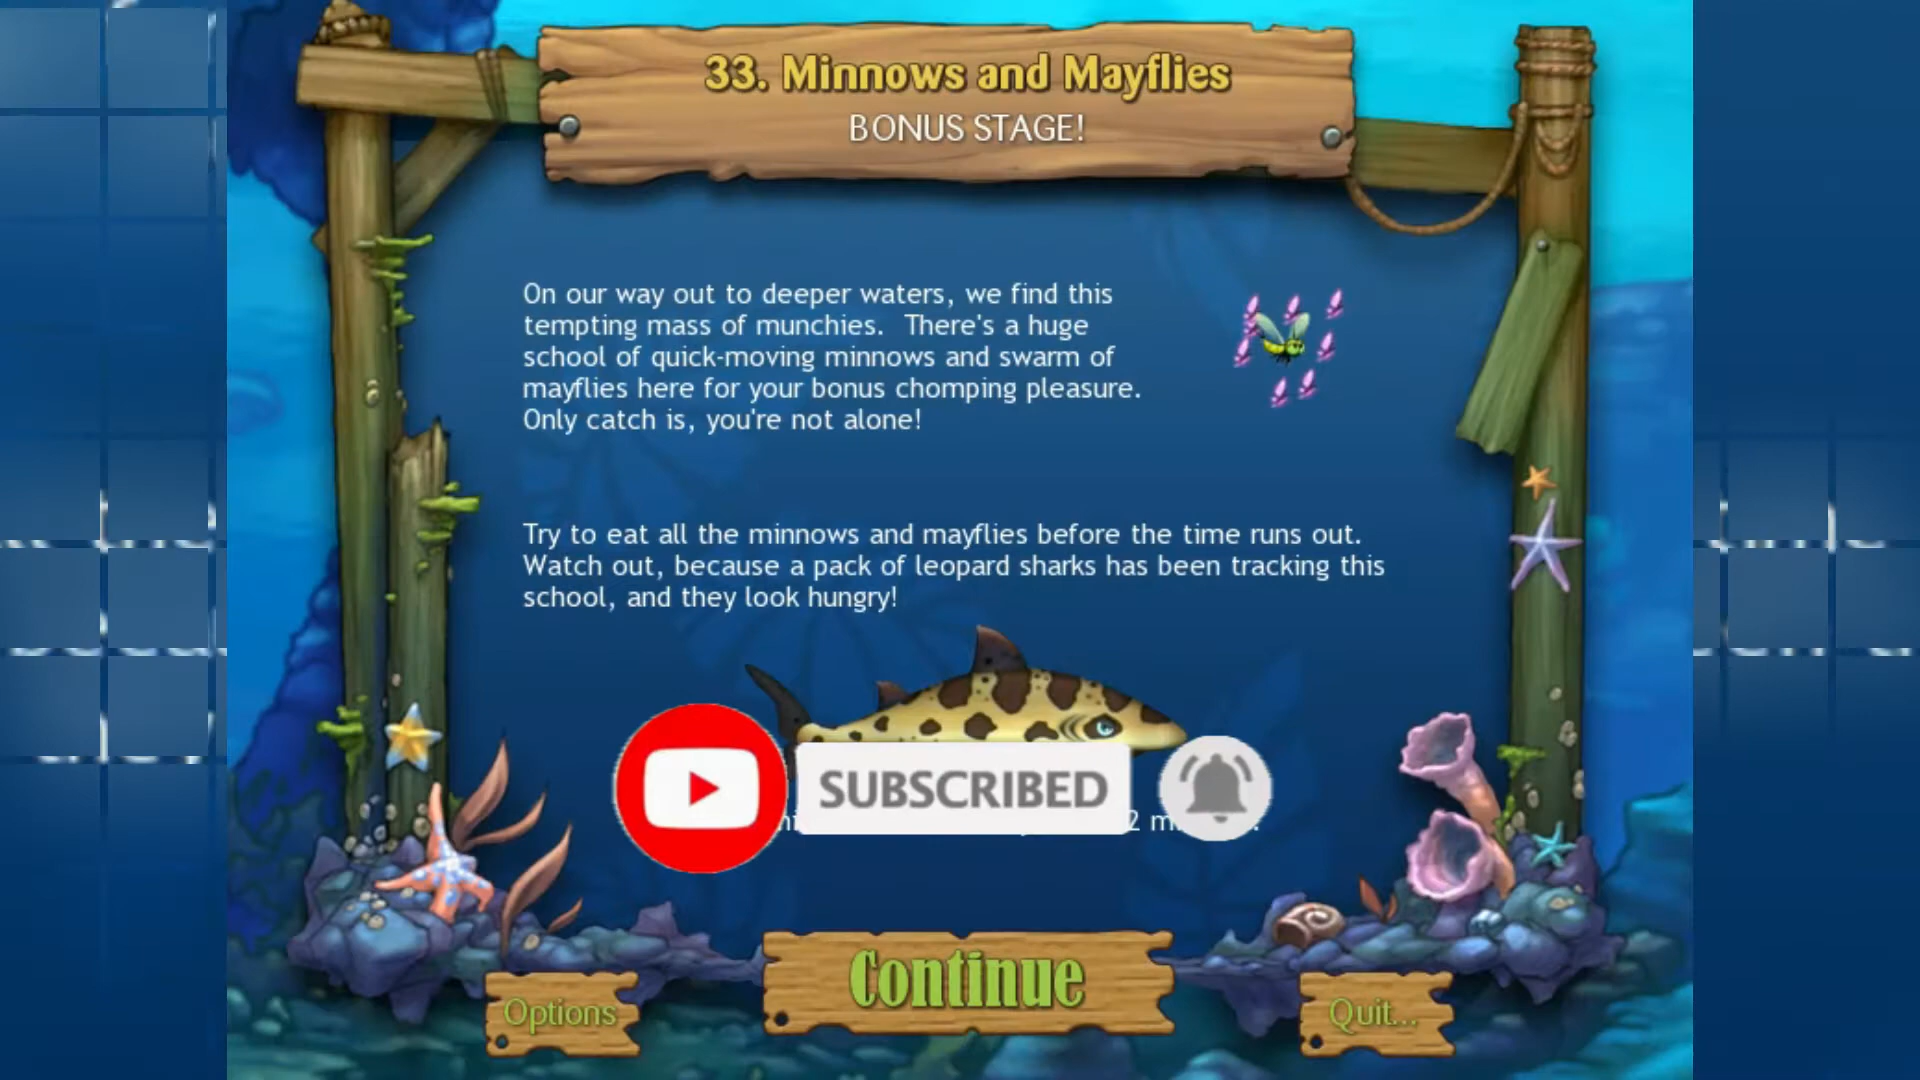 33. Minnows and Mayflies
BONUS STAGE!
On our way out to deeper waters, we find this
tempting mass of munchies.  There's a huge
school of quick-moving minnows and swarm of
mayflies here for your bonus chomping pleasure.
Only catch is, you're not alone!
Try to eat all the minnows and mayflies before the time runs out.
Watch out, because a pack of leopard sharks has been tracking this
school, and they look hungry!
SUBSCRIBED
2
Continue
Options
Quit...